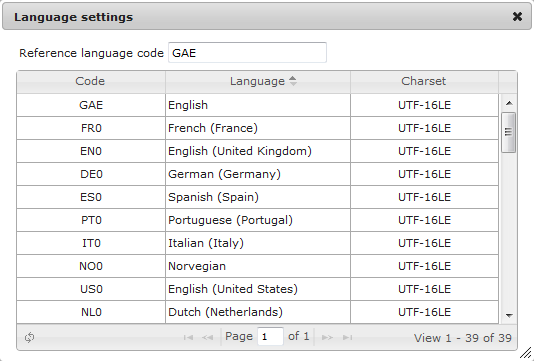 Language settings
Reference language code GAE
Code Language Charset
GAE English UTF-16LE
FR0 French (France) UTF-16LE
EN0 English (United Kingdom) UTF-16LE
DE0 German (Germany) UTF-16LE
ES0 Spanish (Spain) UTF-16LE
PT0 Portuguese (Portugal) UTF-16LE
IT0 Italian (Italy) UTF-16LE
NO0 Norwegian UTF-16LE
US0 English (United States) UTF-16LE
NL0 Dutch (Netherlands) UTF-16LE
Page 1 of 1 View 1 - 39 of 39